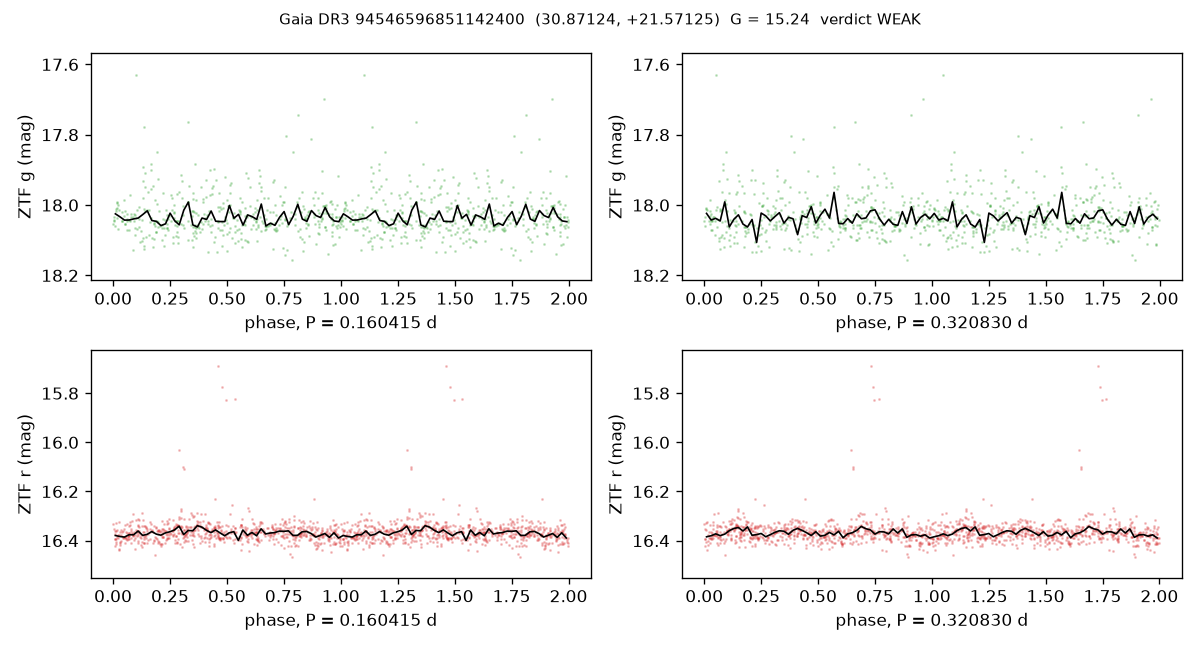 Gaia DR3 94546596851142400  (30.87124, +21.57125)  G = 15.24  verdict WEAK
ZTF g (mag)
17.6
17.8
18.0
18.2
0.00 0.25 0.50 0.75 1.00 1.25 1.50 1.75 2.00
phase, P = 0.160415 d
ZTF g (mag)
17.6
17.8
18.0
18.2
0.00 0.25 0.50 0.75 1.00 1.25 1.50 1.75 2.00
phase, P = 0.320830 d
ZTF r (mag)
15.8
16.0
16.2
16.4
0.00 0.25 0.50 0.75 1.00 1.25 1.50 1.75 2.00
phase, P = 0.160415 d
ZTF r (mag)
15.8
16.0
16.2
16.4
0.00 0.25 0.50 0.75 1.00 1.25 1.50 1.75 2.00
phase, P = 0.320830 d